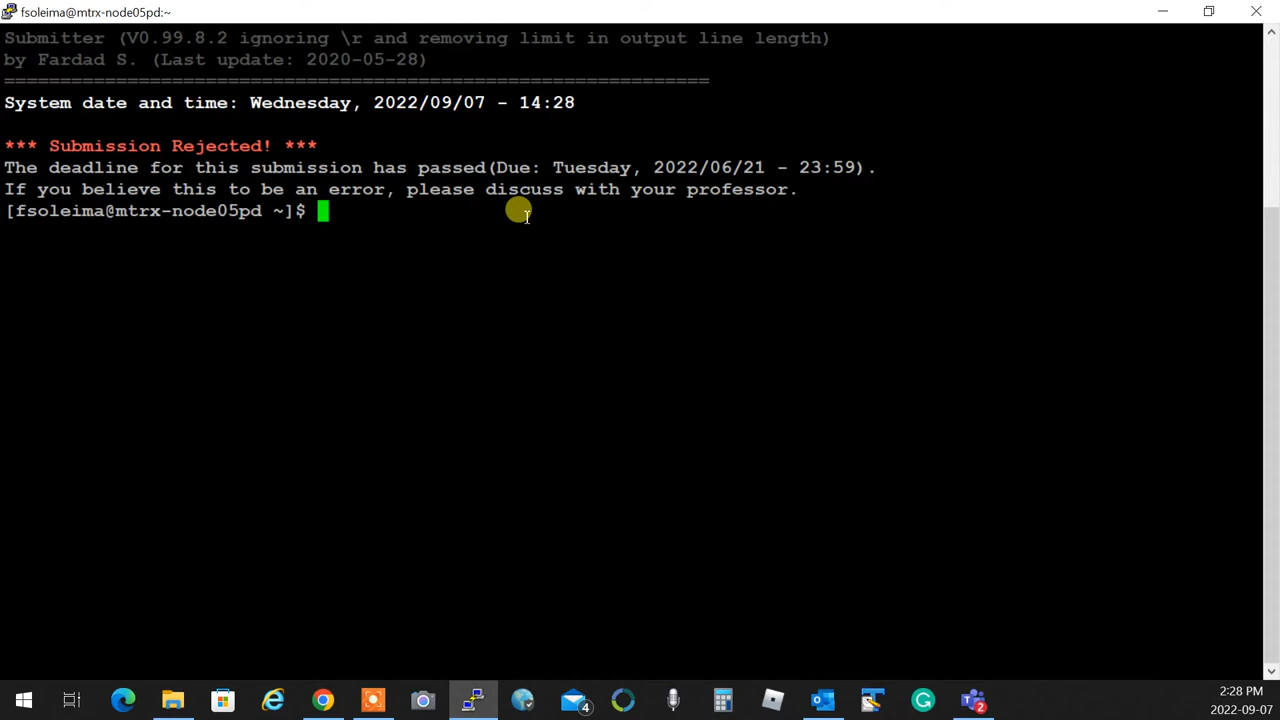 fsoleima@mtrx-node05pd:~
Submitter (V0.99.8.2 ignoring \r and removing limit in output line length)
by Fardad S. (Last update: 2020-05-28)
===============================================================
System date and time: Wednesday, 2022/09/07 - 14:28
*** Submission Rejected! ***
The deadline for this submission has passed(Due: Tuesday, 2022/06/21 - 23:59).
If you believe this to be an error, please discuss with your professor.
[fsoleima@mtrx-node05pd ~]$
4
2
2:28 PM
2022-09-07